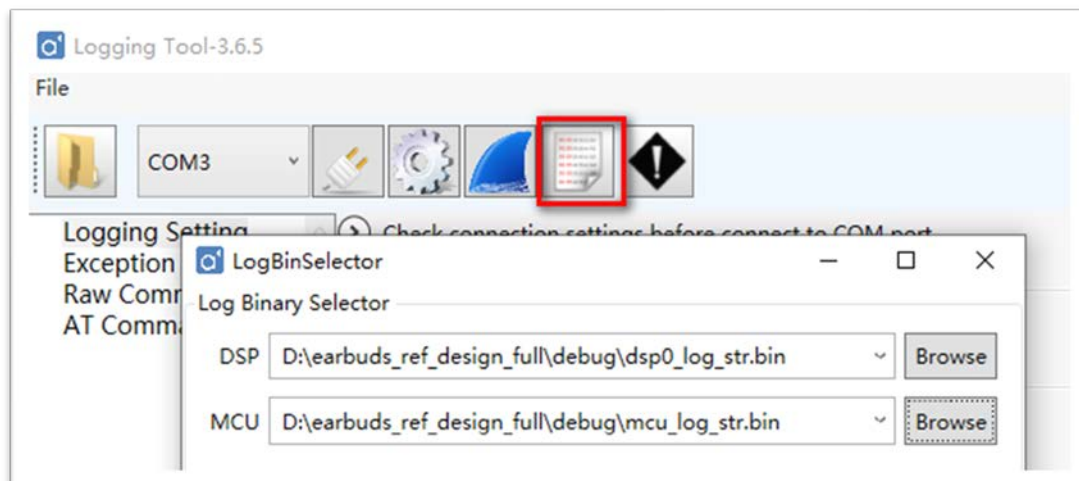 Logging Tool-3.6.5
File
COM3
Logging Setting
Check connection settings before connect to COM port
Exception
Raw Comm
AT Comma
LogBinSelector
Log Binary Selector
DSP D:\earbuds_ref_design_full\debug\dsp0_log_str.bin Browse
MCU D:\earbuds_ref_design_full\debug\mcu_log_str.bin Browse